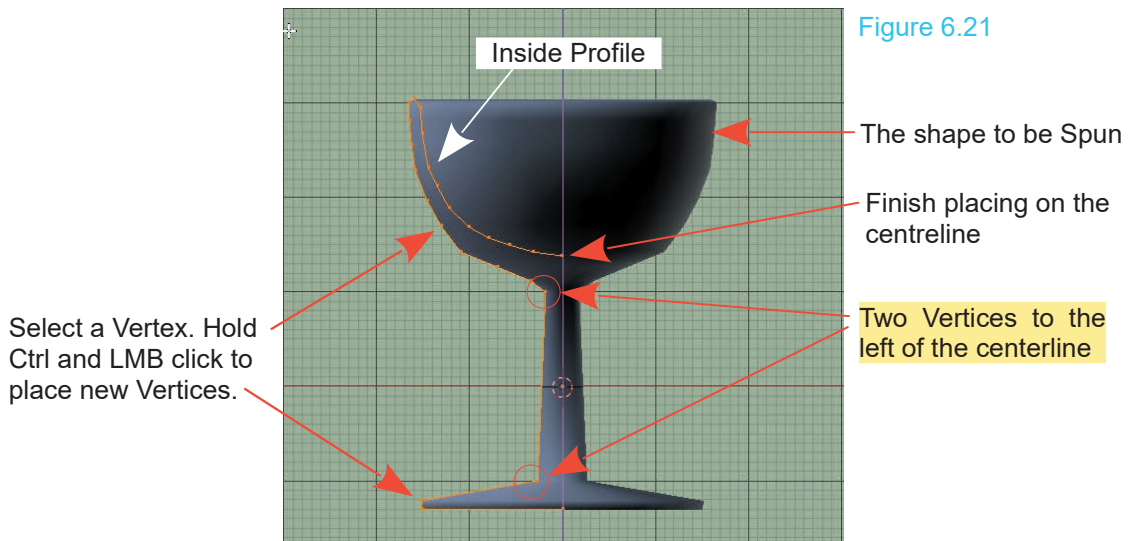 Figure 6.21
Inside Profile
The shape to be Spun
Finish placing on the
centreline
Two Vertices to the
left of the centerline
Select a Vertex. Hold
Ctrl and LMB click to
place new Vertices.